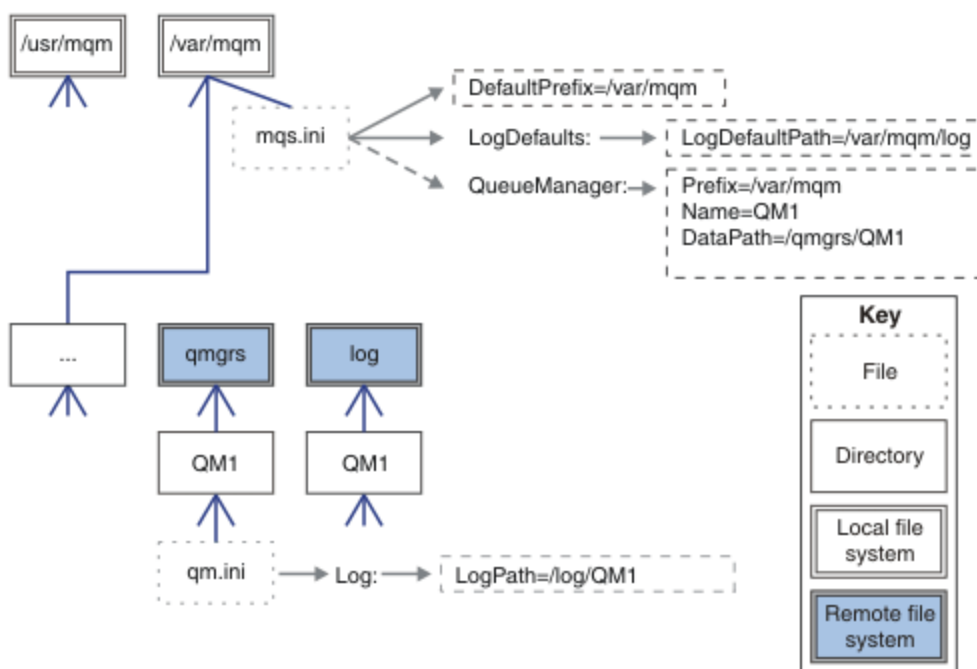 /usr/mqm
/var/mqm
mqs.ini
DefaultPrefix=/var/mqm
LogDefaults:
LogDefaultPath=/var/mqm/log
QueueManager:
Prefix=/var/mqm
Name=QM1
DataPath=/qmgrs/QM1
...
qmgrs
log
QM1
QM1
qm.ini
Log:
LogPath=/log/QM1
Key
File
Directory
Local file
system
Remote file
system